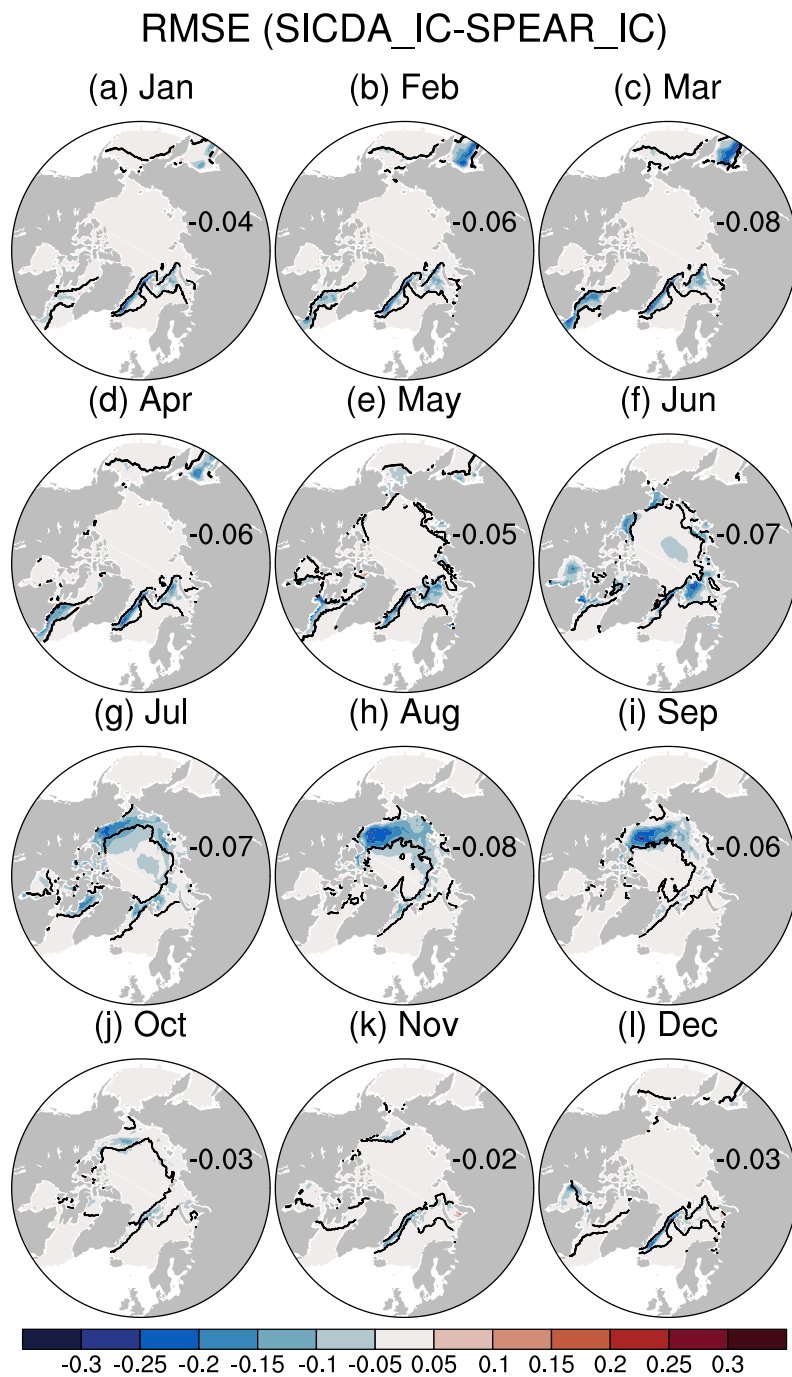 RMSE (SICDA_IC-SPEAR_IC)
(a) Jan
(b) Feb
(c) Mar
-0.04
-0.06
-0.08
(d) Apr
(e) May
(f) Jun
-0.06
-0.05
-0.07
(g) Jul
(h) Aug
(i) Sep
-0.07
-0.08
-0.06
(j) Oct
(k) Nov
(l) Dec
-0.03
-0.02
-0.03
-0.3 -0.25 -0.2 -0.15 -0.1 -0.05 0.05 0.1 0.15 0.2 0.25 0.3